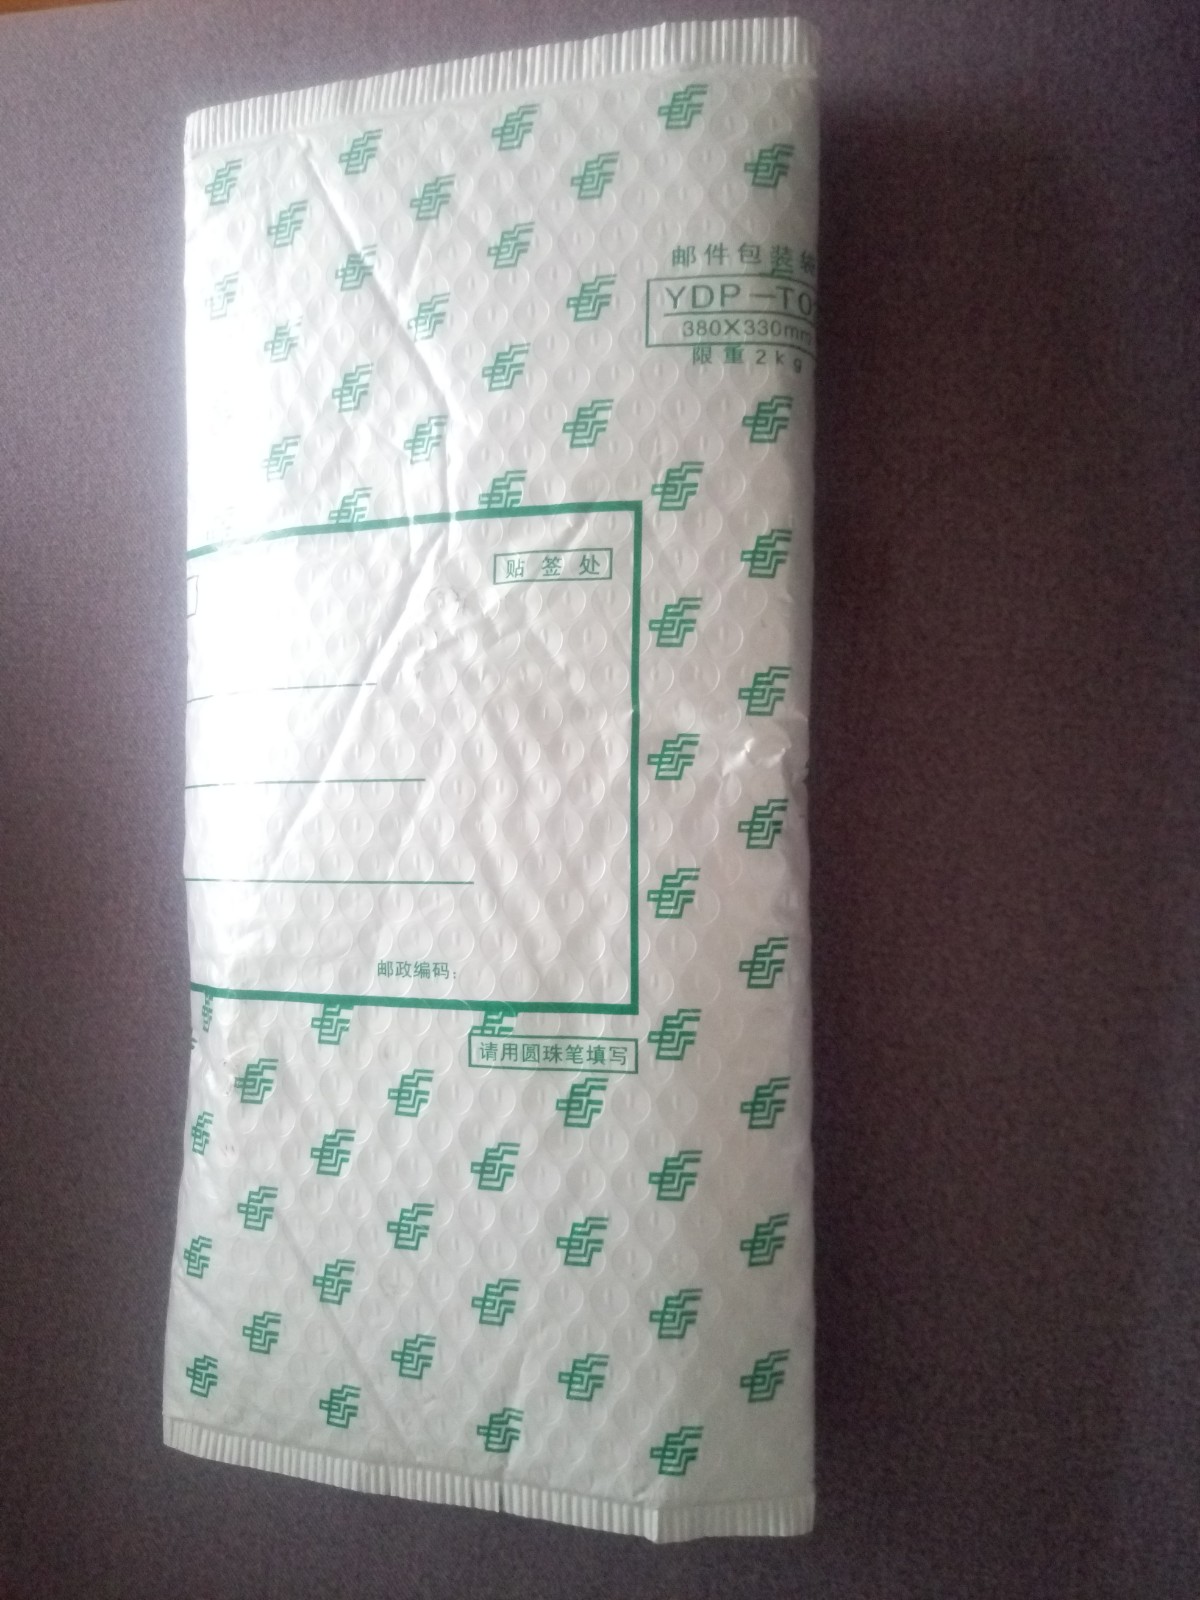 邮件包装袋
YDP—T0
380X330mm
限重2kg
贴签处
邮政编码：
请用圆珠笔填写